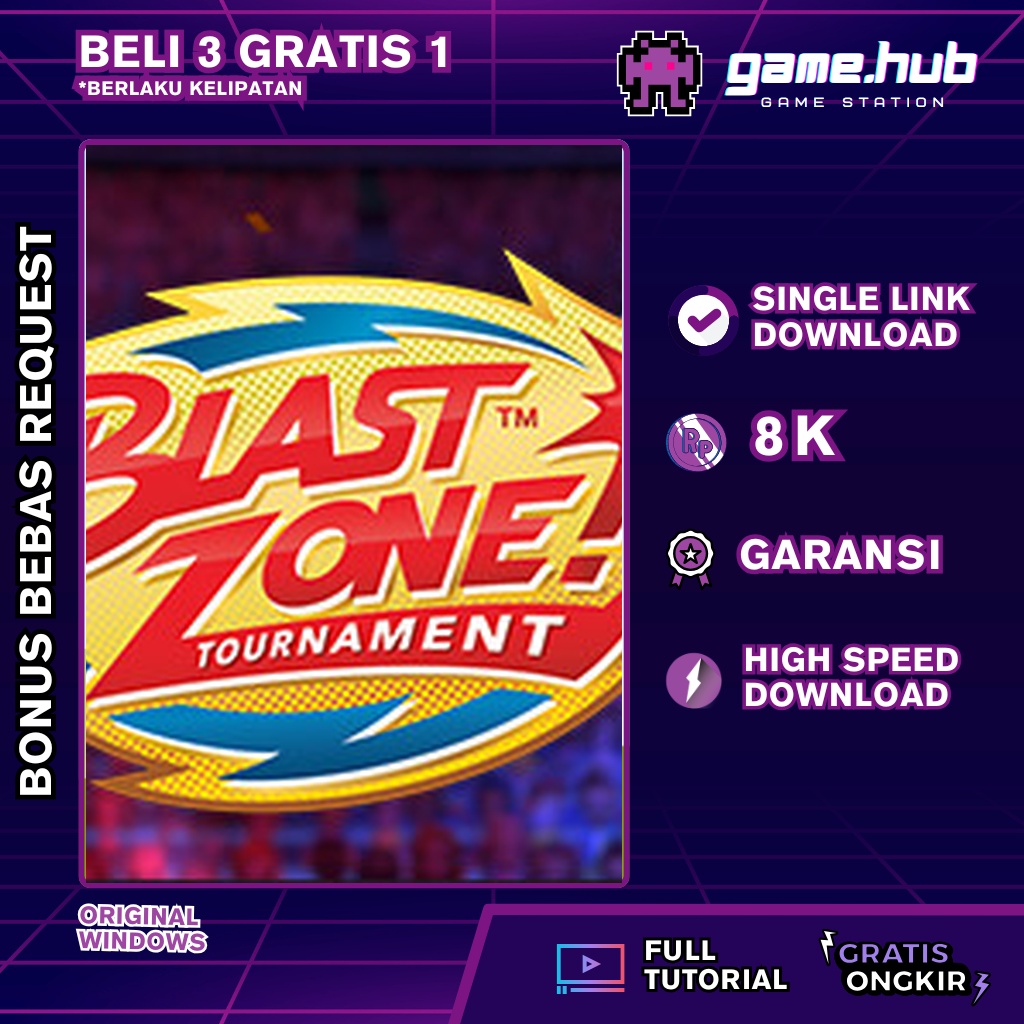 BELI 3 GRATIS 1
*BERLAKU KELIPATAN
game.hub
GAME STATION
BONUS BEBAS REQUEST
BLAST
TM
ZONE!
TOURNAMENT
SINGLE LINK
DOWNLOAD
Rp
8K
GARANSI
HIGH SPEED
DOWNLOAD
ORIGINAL
WINDOWS
FULL
TUTORIAL
GRATIS
ONGKIR